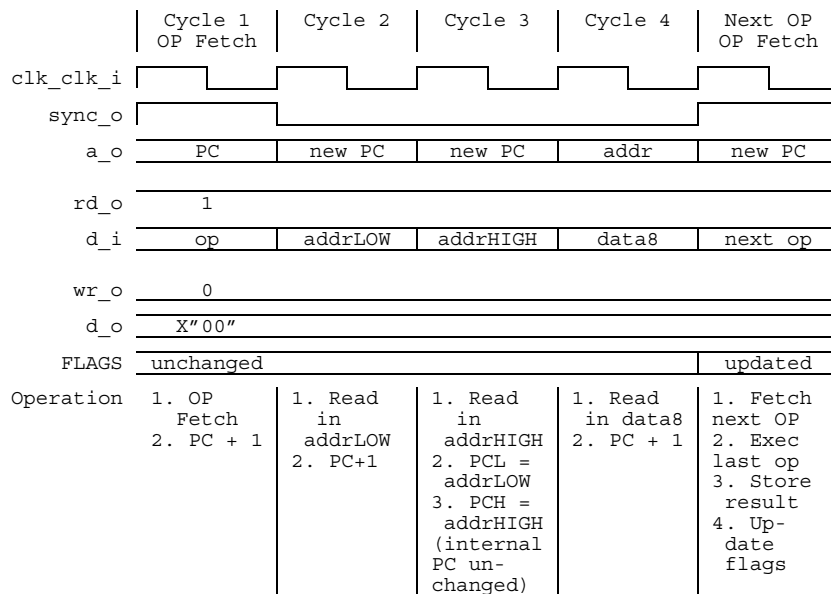 Cycle 1 Cycle 2 Cycle 3 Cycle 4 Next OP
OP Fetch OP Fetch
clk_clk_i
sync_o
a_o PC new PC new PC addr new PC
rd_o 1
d_i op addrLOW addrHIGH data8 next op
wr_o 0
d_o X"00"
FLAGS unchanged updated
Operation 1. OP 1. Read 1. Read 1. Read 1. Fetch
Fetch in in in data8 next OP
2. PC + 1 addrLOW addrHIGH 2. PC + 1 2. Exec
2. PC+1 2. PCL = last op
addrLOW 3. Store
3. PCH = result
addrHIGH 4. Up-
(internal date
PC un- flags
changed)